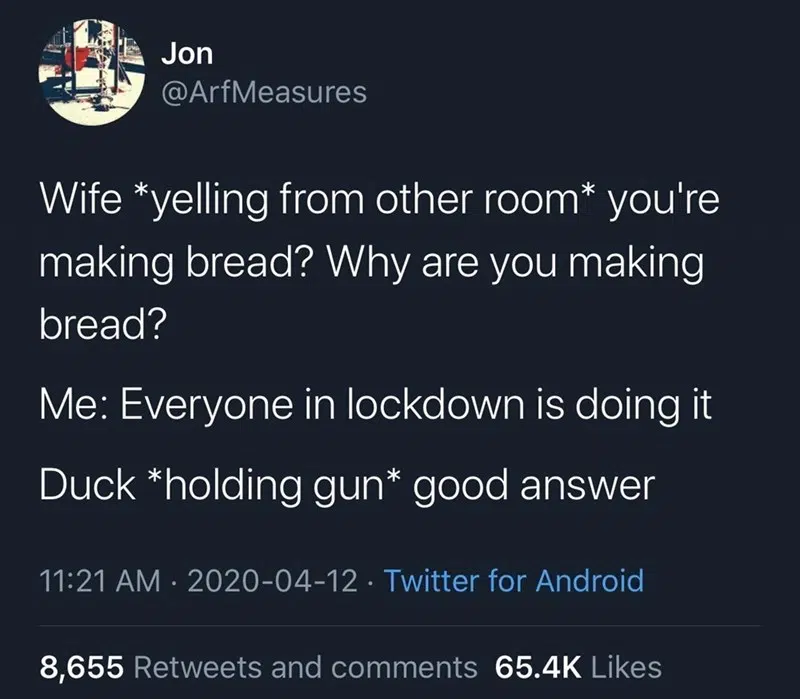 Jon
@ArfMeasures
Wife *yelling from other room* you're
making bread? Why are you making
bread?
Me: Everyone in lockdown is doing it
Duck *holding gun* good answer
11:21 AM · 2020-04-12 · Twitter for Android
8,655 Retweets and comments 65.4K Likes